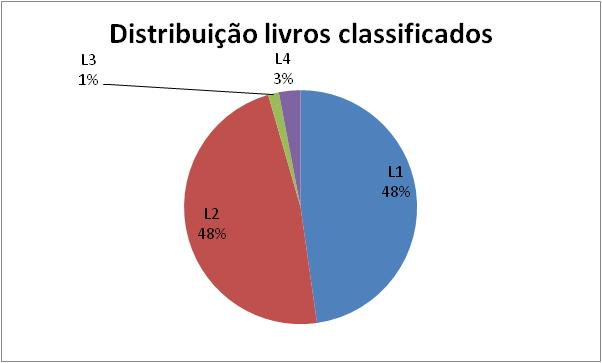 Distribuição livros classificados
L3
1%
L4
3%
L1
48%
L2
48%